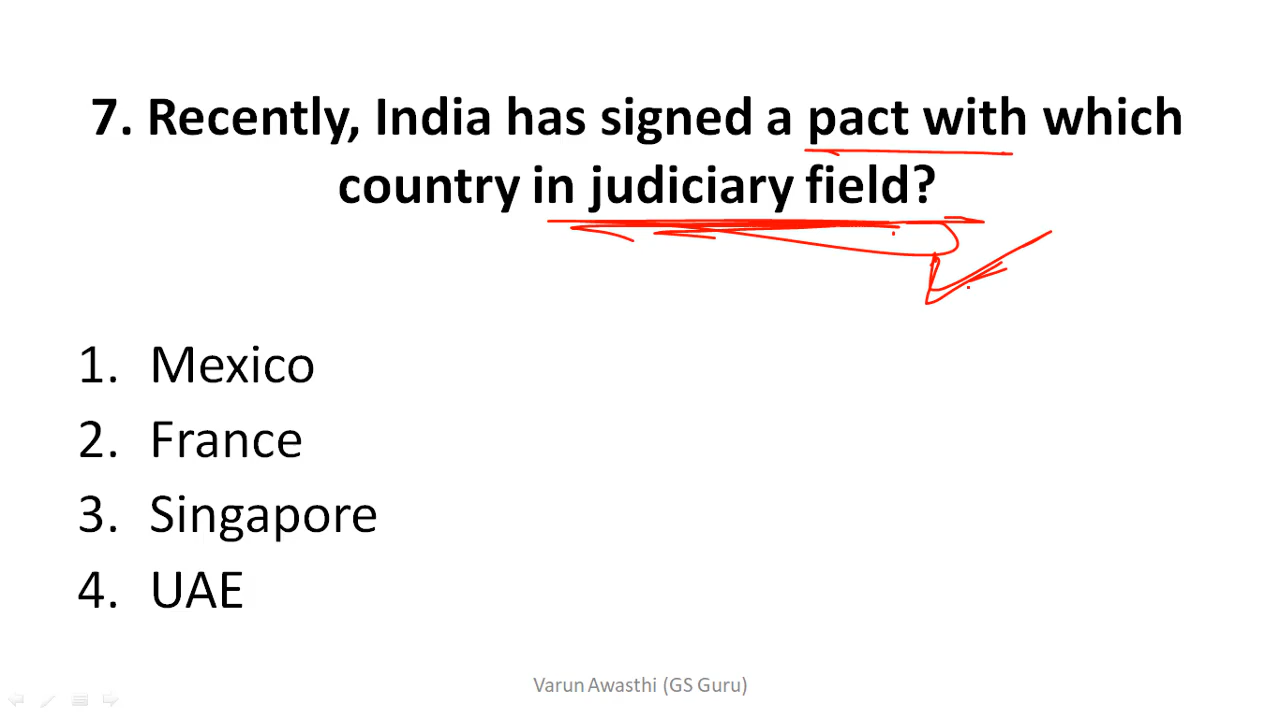 7. Recently, India has signed a pact with which
country in judiciary field?
1. Mexico
2. France
3. Singapore
4. UAE
Varun Awasthi (GS Guru)